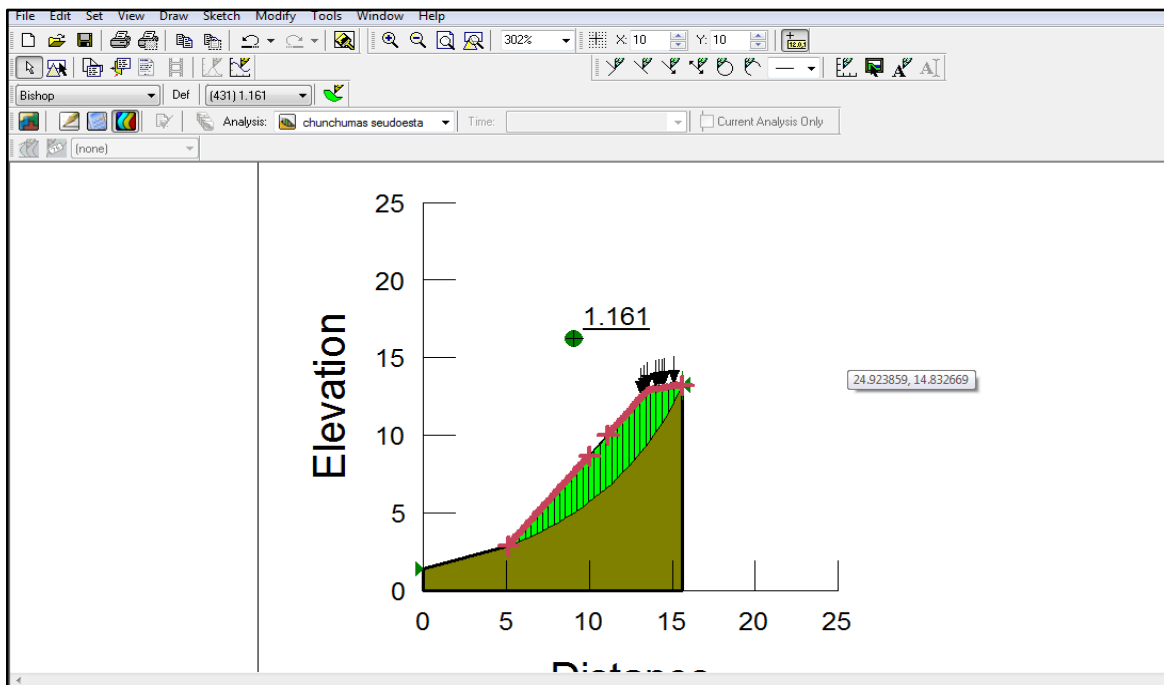 File Edit Set View Draw Sketch Modify Tools Window Help
302% X: 10 Y: 10
Bishop Def (431) 1.161
Analysis: chunchumas seudoesta Time: Current Analysis Only
(none)
25
20
1.161
15
24.923859, 14.832669
Elevation
10
5
0
0 5 10 15 20 25
Distance